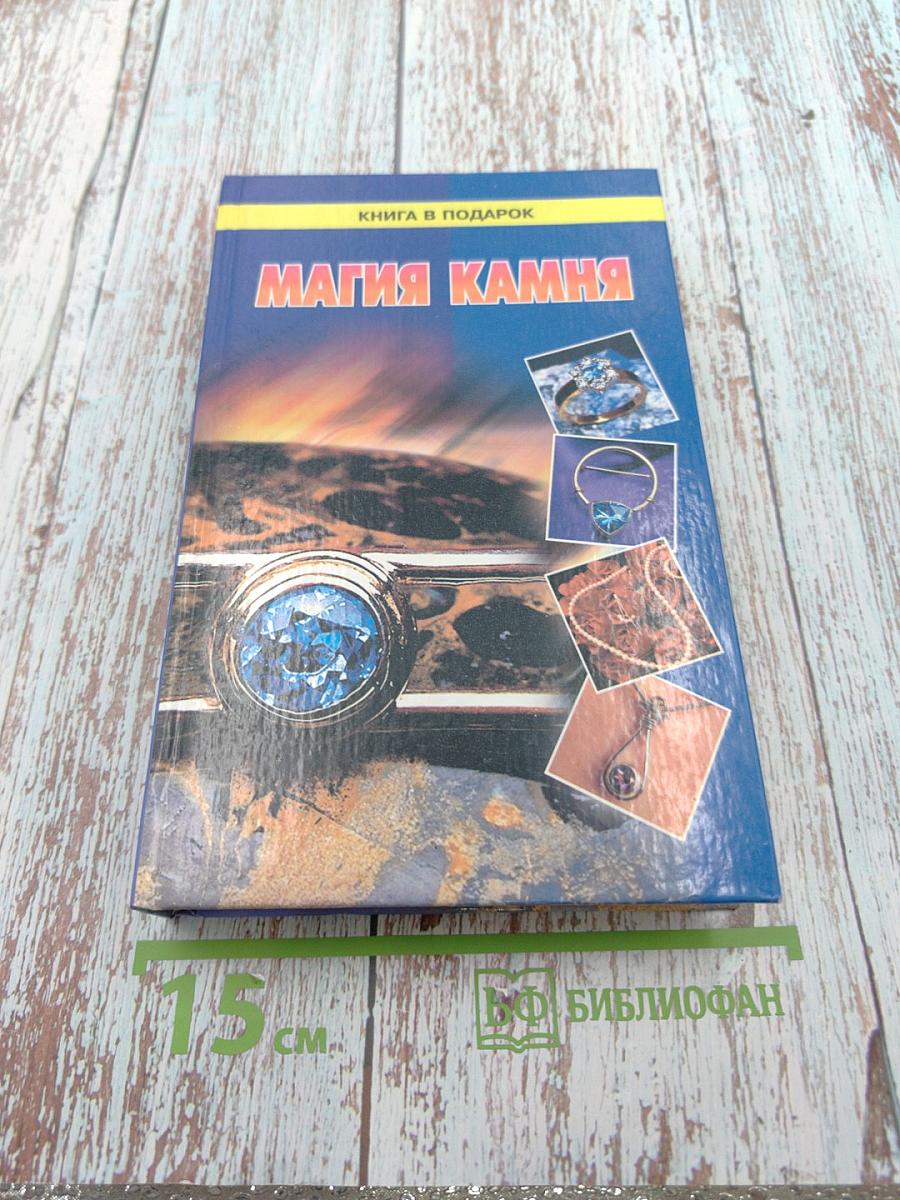 КНИГА В ПОДАРОК
МАГИЯ КАМНЯ
15 см
БФ БИБЛИОФАН